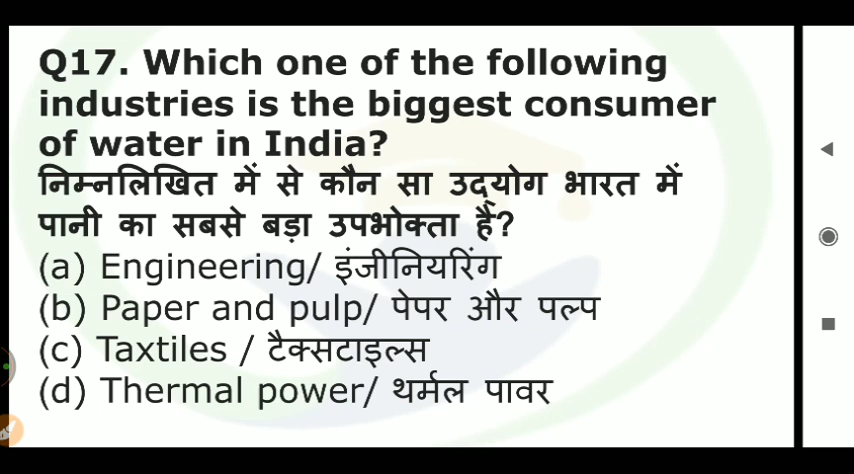 Q17. Which one of the following
industries is the biggest consumer
of water in India?
निम्नलिखित में से कौन सा उद्योग भारत में
पानी का सबसे बड़ा उपभोक्ता है?
(a) Engineering/ इंजीनियरिंग
(b) Paper and pulp/ पेपर और पल्प
(c) Taxtiles / टैक्सटाइल्स
(d) Thermal power/ थर्मल पावर